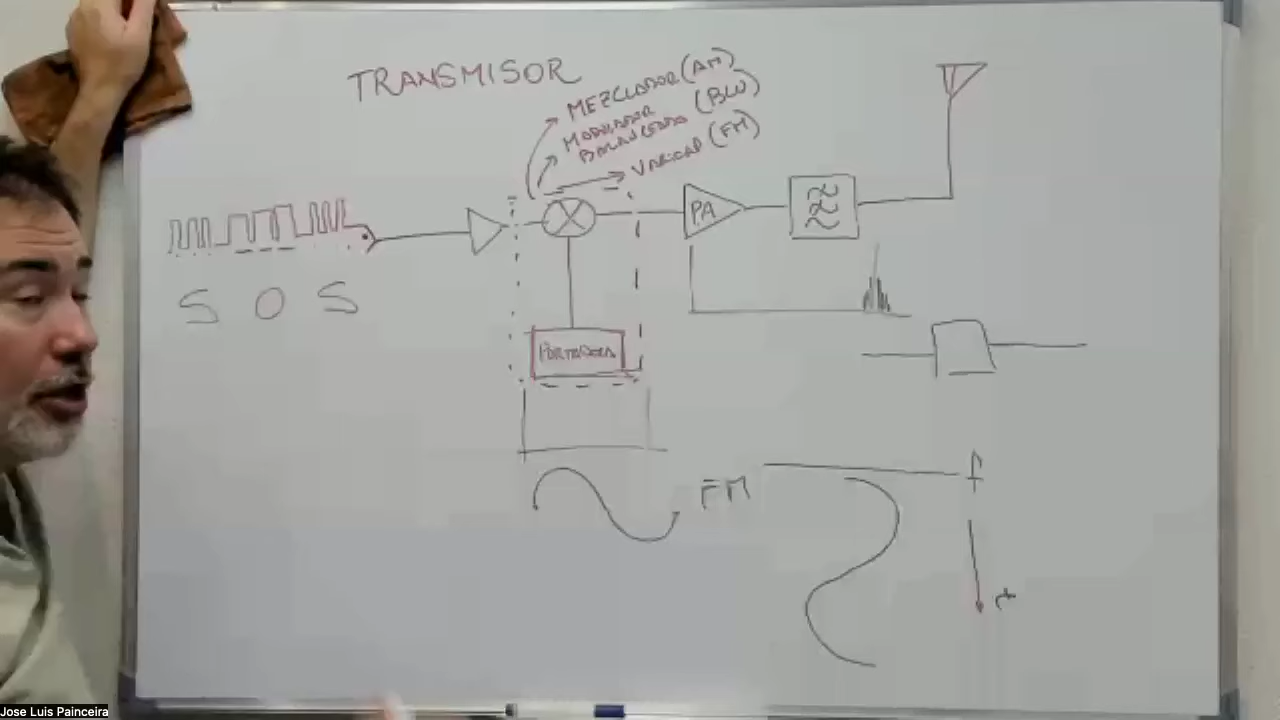 TRANSMISOR
MEZCLADOR (AM)
MODULADOR
BALANCEADO (BLU)
VARICAP (FM)
PA
S O S
PORTADORA
FM
f
t
Jose Luis Painceira